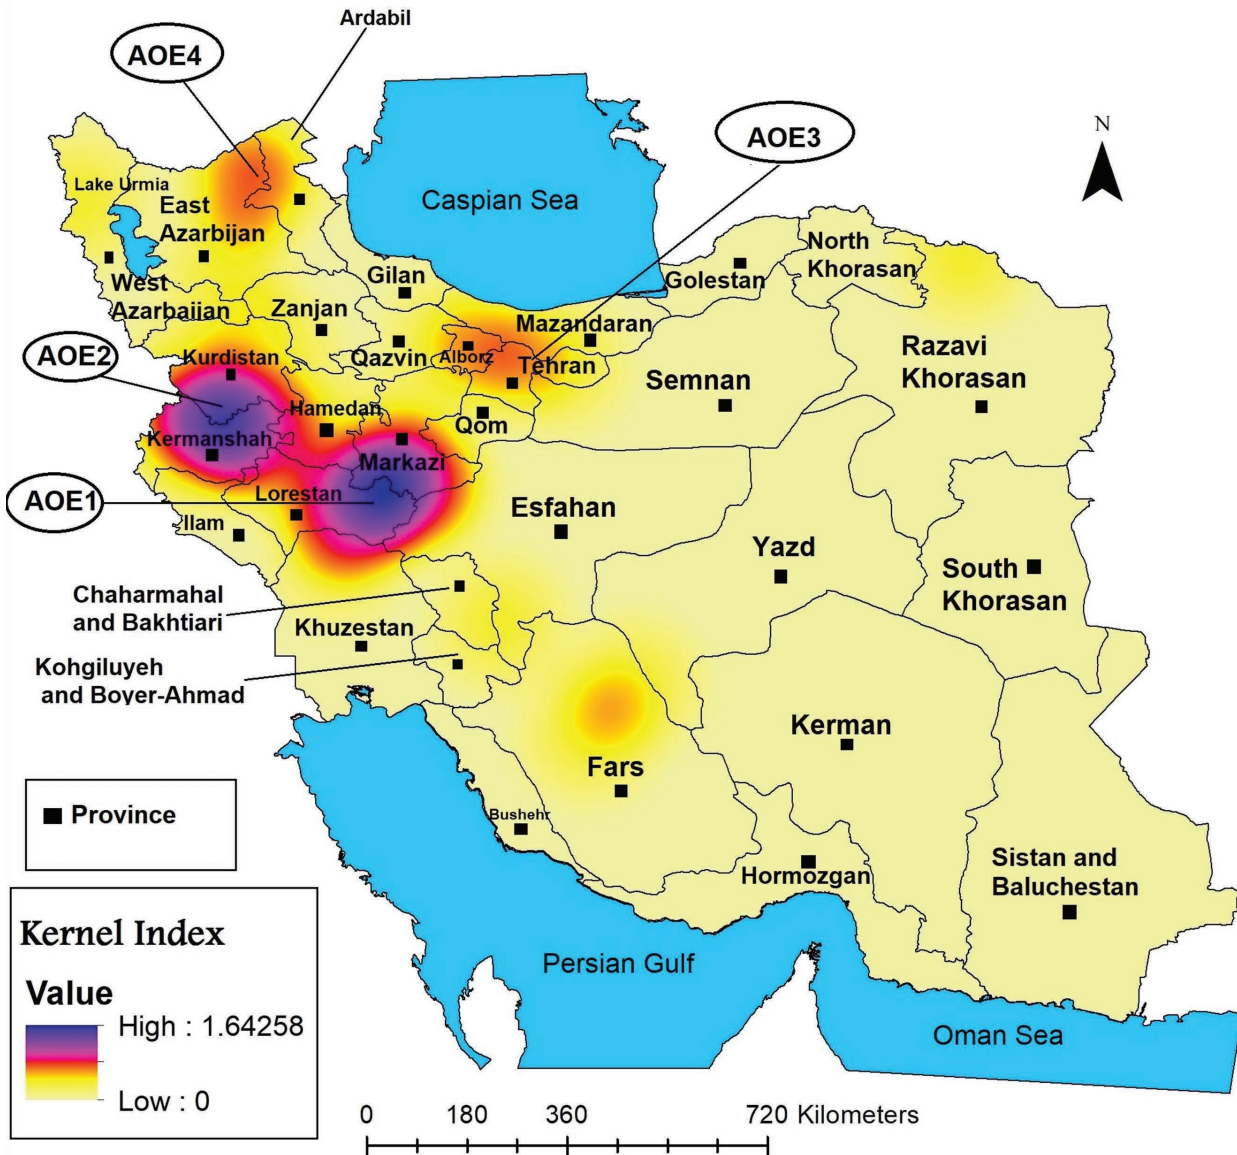 Ardabil
AOE4
AOE3
N
Caspian Sea
Lake Urmia
East
Azarbijan
West
Azarbaiian
Gilan
Golestan
North
Khorasan
Zanjan
Mazandaran
AOE2
Kurdistan
Qazvin
Alborz
Tehran
Razavi
Khorasan
Semnan
Hamedan
Qom
Kermanshah
Markazi
AOE1
Lorestan
Ilam
Esfahan
Yazd
South
Khorasan
Chaharmahal
and Bakhtiari
Khuzestan
Kohgiluyeh
and Boyer-Ahmad
Kerman
Fars
Province
Bushehr
Hormozgan
Sistan and
Baluchestan
Kernel Index
Value
High : 1.64258
Low : 0
Persian Gulf
Oman Sea
0 180 360 720 Kilometers